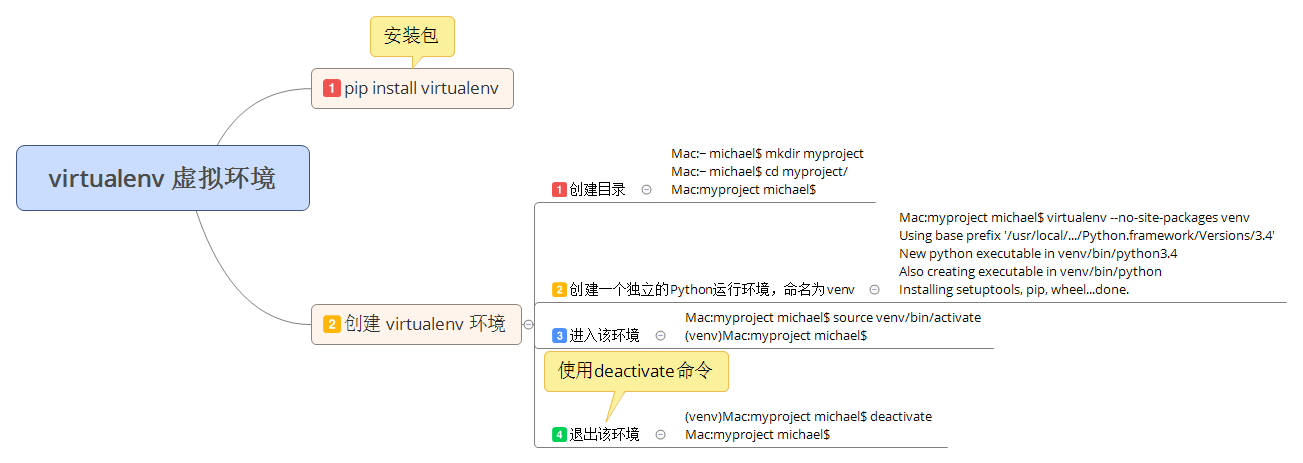 安装包
1 pip install virtualenv
virtualenv 虚拟环境
Mac:~ michael$ mkdir myproject
Mac:~ michael$ cd myproject/
Mac:myproject michael$
1 创建目录
Mac:myproject michael$ virtualenv --no-site-packages venv
Using base prefix '/usr/local/.../Python.framework/Versions/3.4'
New python executable in venv/bin/python3.4
Also creating executable in venv/bin/python
Installing setuptools, pip, wheel...done.
2 创建一个独立的Python运行环境，命名为venv
2 创建 virtualenv 环境
Mac:myproject michael$ source venv/bin/activate
(venv)Mac:myproject michael$
3 进入该环境
使用deactivate命令
(venv)Mac:myproject michael$ deactivate
Mac:myproject michael$
4 退出该环境